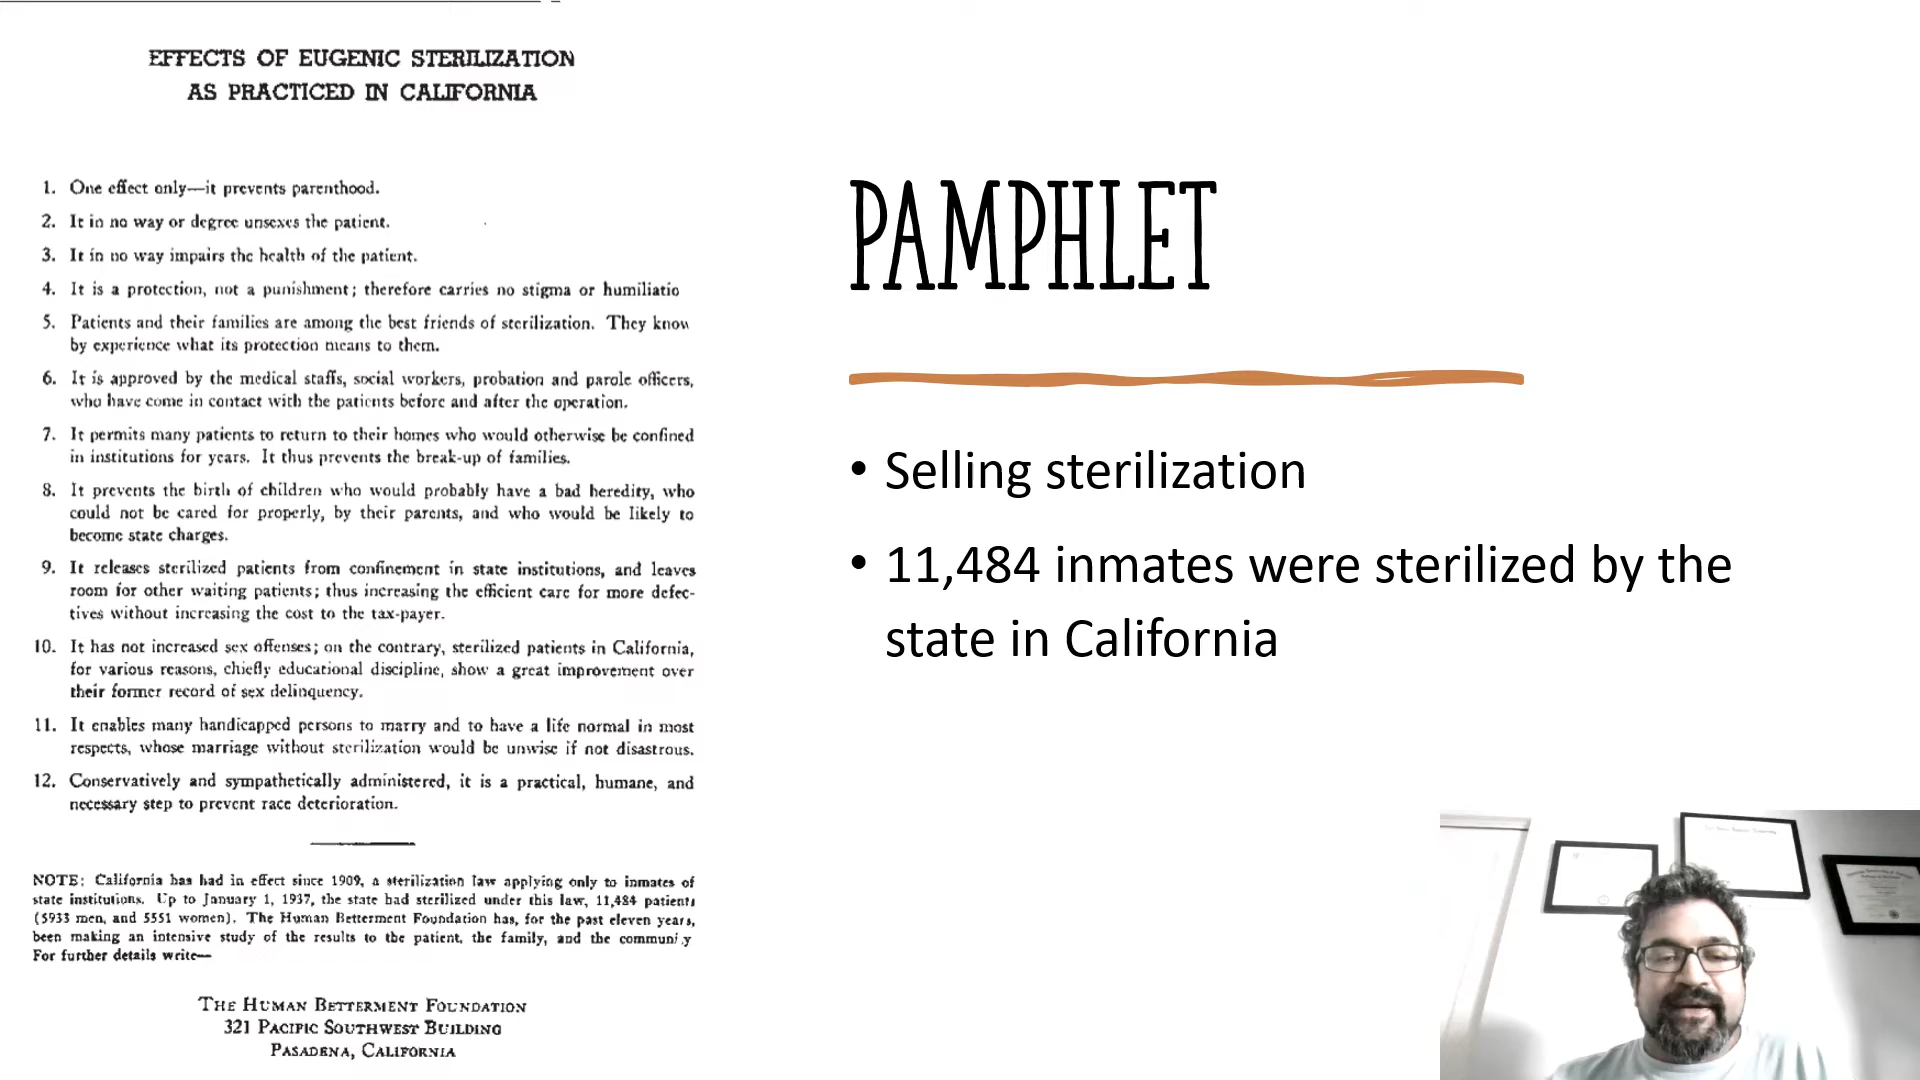 EFFECTS OF EUGENIC STERILIZATION
AS PRACTICED IN CALIFORNIA
1. One effect only—it prevents parenthood.
2. It in no way or degree unsexes the patient.
3. It in no way impairs the health of the patient.
4. It is a protection, not a punishment; therefore carries no stigma or humiliatio
5. Patients and their families are among the best friends of sterilization. They know
by experience what its protection means to them.
6. It is approved by the medical staffs, social workers, probation and parole officers,
who have come in contact with the patients before and after the operation.
7. It permits many patients to return to their homes who would otherwise be confined
in institutions for years. It thus prevents the break-up of families.
8. It prevents the birth of children who would probably have a bad heredity, who
could not be cared for properly, by their parents, and who would be likely to
become state charges.
9. It releases sterilized patients from confinement in state institutions, and leaves
room for other waiting patients; thus increasing the efficient care for more defec-
tives without increasing the cost to the tax-payer.
10. It has not increased sex offenses; on the contrary, sterilized patients in California,
for various reasons, chiefly educational discipline, show a great improvement over
their former record of sex delinquency.
11. It enables many handicapped persons to marry and to have a life normal in most
respects, whose marriage without sterilization would be unwise if not disastrous.
12. Conservatively and sympathetically administered, it is a practical, humane, and
necessary step to prevent race deterioration.
NOTE: California has had in effect since 1909, a sterilization law applying only to inmates of
state institutions. Up to January 1, 1937, the state had sterilized under this law, 11,484 patients
(5933 men, and 5551 women). The Human Betterment Foundation has, for the past eleven years,
been making an intensive study of the results to the patient, the family, and the communi y
For further details write—
THE HUMAN BETTERMENT FOUNDATION
321 PACIFIC SOUTHWEST BUILDING
PASADENA, CALIFORNIA
PAMPHLET
• Selling sterilization
• 11,484 inmates were sterilized by the
state in California